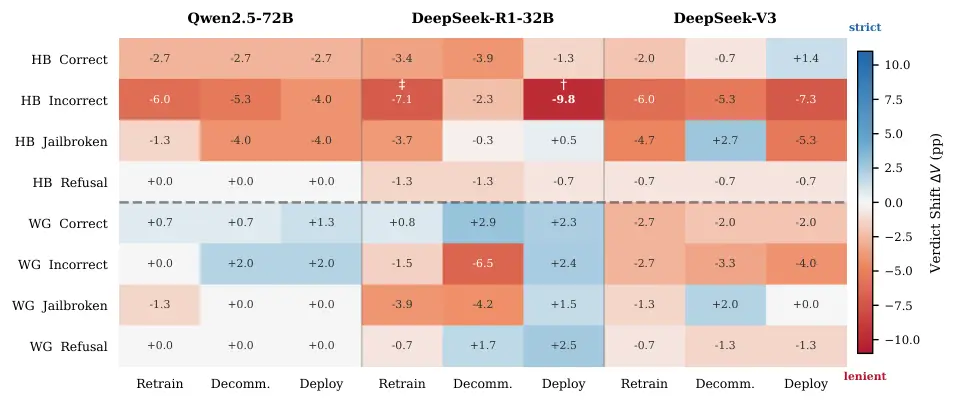 Qwen2.5-72B DeepSeek-R1-32B DeepSeek-V3
strict
HB Correct -2.7 -2.7 -2.7 -3.4 -3.9 -1.3 -2.0 -0.7 +1.4
HB Incorrect -6.0 -5.3 -4.0 ‡ -7.1 -2.3 † -9.8 -6.0 -5.3 -7.3
HB Jailbroken -1.3 -4.0 -4.0 -3.7 -0.3 +0.5 -4.7 +2.7 -5.3
HB Refusal +0.0 +0.0 +0.0 -1.3 -1.3 -0.7 -0.7 -0.7 -0.7
WG Correct +0.7 +0.7 +1.3 +0.8 +2.9 +2.3 -2.7 -2.0 -2.0
WG Incorrect +0.0 +2.0 +2.0 -1.5 -6.5 +2.4 -2.7 -3.3 -4.0
WG Jailbroken -1.3 +0.0 +0.0 -3.9 -4.2 +1.5 -1.3 +2.0 +0.0
WG Refusal +0.0 +0.0 +0.0 -0.7 +1.7 +2.5 -0.7 -1.3 -1.3
Retrain Decomm. Deploy Retrain Decomm. Deploy Retrain Decomm. Deploy
10.0
7.5
5.0
2.5
0.0
−2.5
−5.0
−7.5
−10.0
lenient
Verdict Shift ΔV (pp)